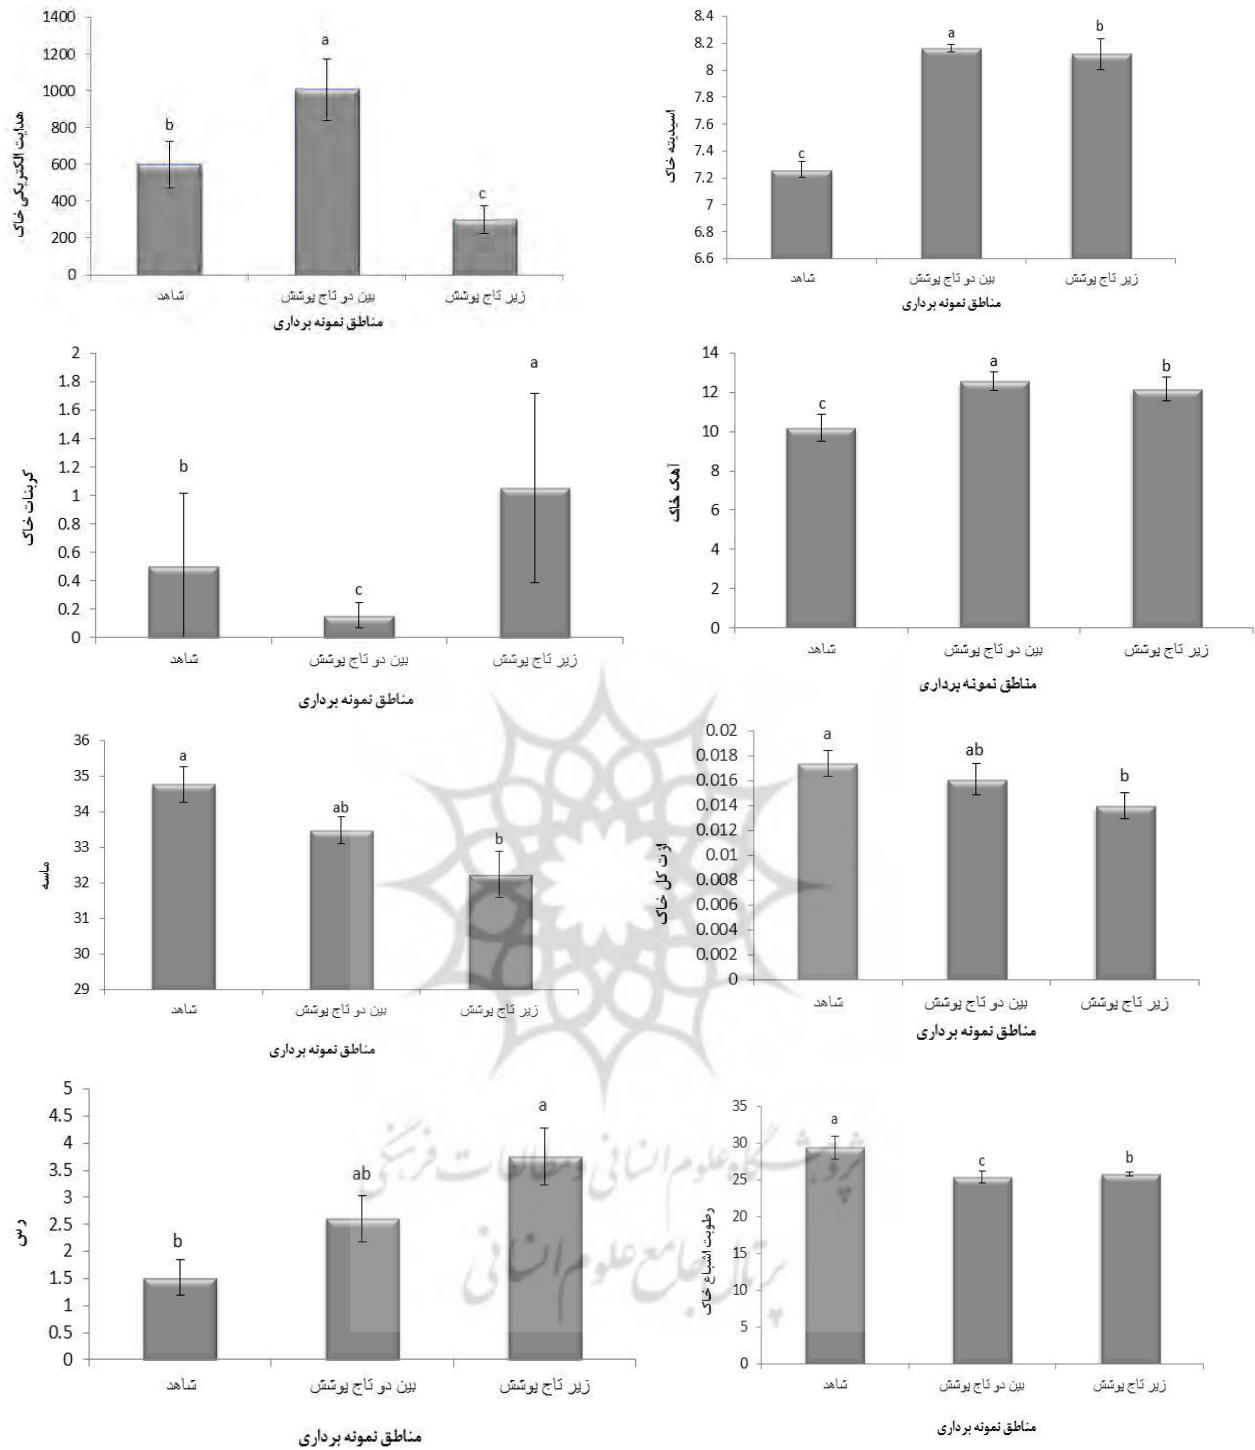 هدایت الکتریکی خاک
1400
1200
1000
800
600
400
200
0
b
a
c
شاهد
بین دو تاج پوشش
زیر تاج پوشش
مناطق نمونه برداری
اسیدیته خاک
8.4
8.2
8
7.8
7.6
7.4
7.2
7
6.8
6.6
c
a
b
شاهد
بین دو تاج پوشش
زیر تاج پوشش
مناطق نمونه برداری
کربنات خاک
2
1.8
1.6
1.4
1.2
1
0.8
0.6
0.4
0.2
0
b
c
a
شاهد
بین دو تاج پوشش
زیر تاج پوشش
مناطق نمونه برداری
آهک خاک
14
12
10
8
6
4
2
0
c
a
b
شاهد
بین دو تاج پوشش
زیر تاج پوشش
مناطق نمونه برداری
ماسه
36
35
34
33
32
31
30
29
a
ab
b
شاهد
بین دو تاج پوشش
زیر تاج پوشش
مناطق نمونه برداری
ازت کل خاک
0.02
0.018
0.016
0.014
0.012
0.01
0.008
0.006
0.004
0.002
0
a
ab
b
شاهد
بین دو تاج پوشش
زیر تاج پوشش
مناطق نمونه برداری
رس
5
4.5
4
3.5
3
2.5
2
1.5
1
0.5
0
b
ab
a
شاهد
بین دو تاج پوشش
زیر تاج پوشش
مناطق نمونه برداری
رطوبت اشباع خاک
35
30
25
20
15
10
5
0
a
c
b
شاهد
بین دو تاج پوشش
زیر تاج پوشش
مناطق نمونه برداری
پژوهشگاه علوم انسانی و مطالعات فرهنگی
پرتال جامع علوم انسانی